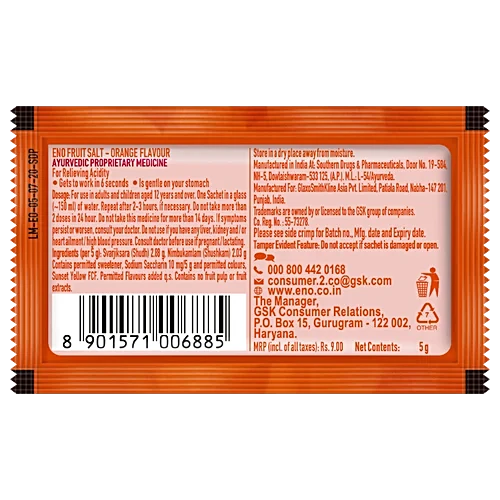 LM-EO-05-07-20-SDP
ENO FRUIT SALT - ORANGE FLAVOUR
AYURVEDIC PROPRIETARY MEDICINE
For Relieving Acidity
• Gets to work in 6 seconds • Is gentle on your stomach
Dosage: For use in adults and children aged 12 years and over. One Sachet in a glass
(~150 ml) of water. Repeat after 2-3 hours, if necessary. Do not take more than
2 doses in 24 hour. Do not take this medicine for more than 14 days. If symptoms
persist or worsen, consult your doctor. Do not use if you have any liver, kidney and / or
heart ailment / high blood pressure. Consult doctor before use if pregnant / lactating.
Ingredients (per 5 g): Svarjiksara (Shudh) 2.88 g, Nimbukamlam (Shushkam) 2.03 g
Contains permitted sweetener, Sodium Saccharin 10 mg/5 g and permitted colours,
Sunset Yellow FCF. Permitted Flavours added q.s. Contains no fruit pulp or fruit
extracts.
8 901571 006885
Store in a dry place away from moisture.
Manufactured in India At: Southern Drugs & Pharmaceuticals, Door No. 19-504,
NH-5, Dowlaishwaram-533 125, (A.P.). M.L.: L-54/Ayurveda.
Manufactured For: GlaxoSmithKline Asia Pvt. Limited, Patiala Road, Nabha-147 201.
Punjab, India.
Trademarks are owned by or licensed to the GSK group of companies.
Co. Reg No.: 55-73278.
Please see side crimp for Batch no., Mfg. date and Expiry date.
Tamper Evident Feature: Do not accept if sachet is damaged or open.
000 800 442 0168
consumer.2.co@gsk.com
www.eno.co.in
The Manager,
GSK Consumer Relations,
P.O. Box 15, Gurugram - 122 002,
Haryana.
MRP (incl. of all taxes): Rs. 9.00 Net Contents: 5 g
7
OTHER